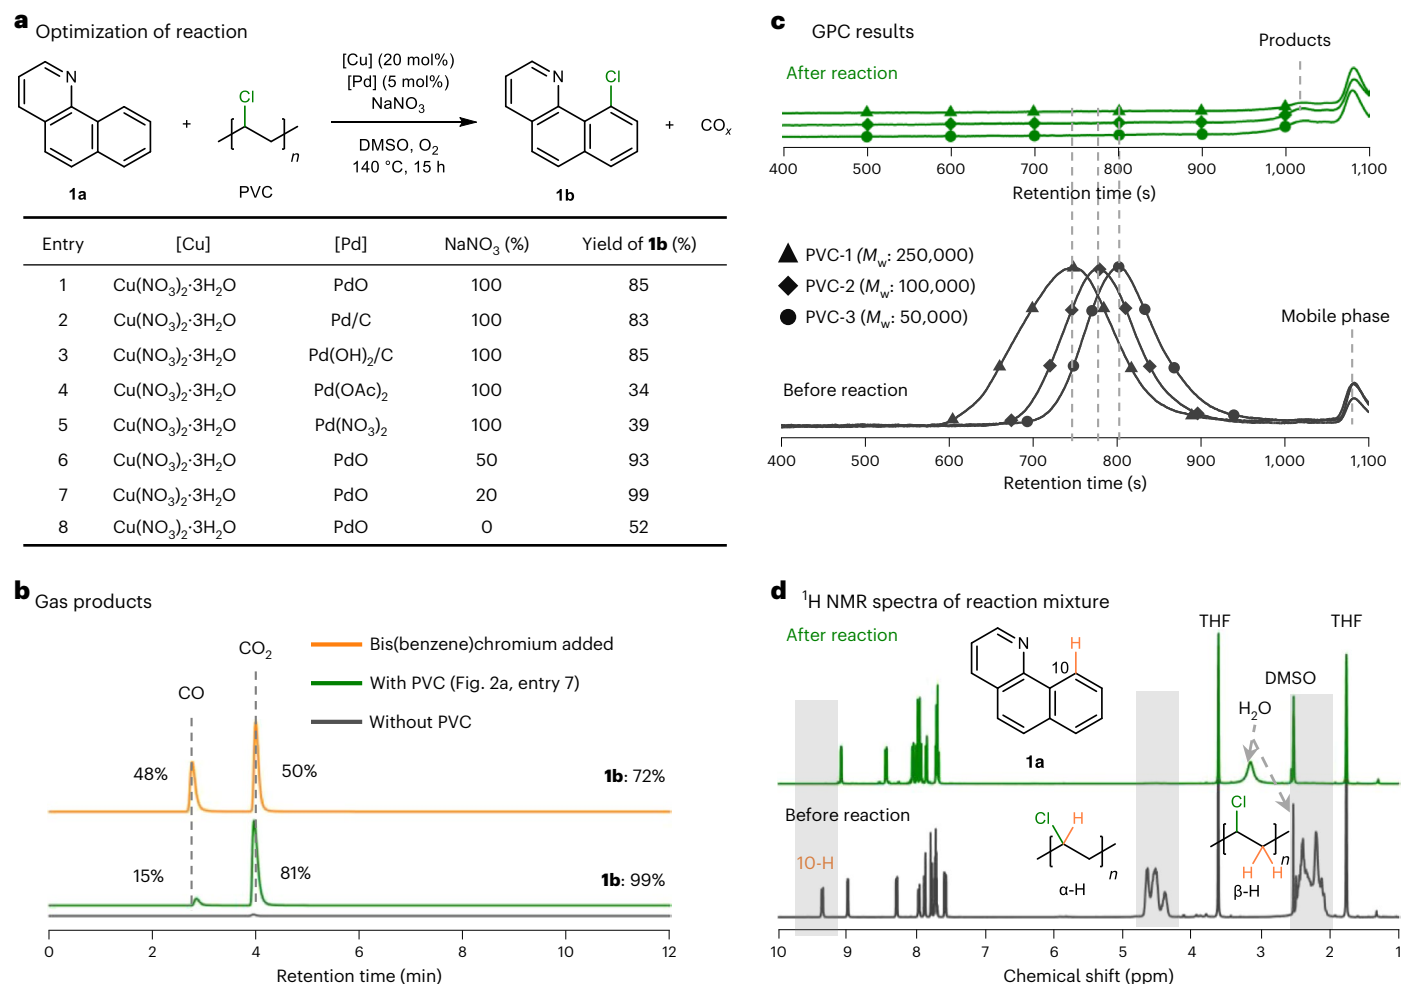 a Optimization of reaction
N
1a
+
Cl
n
PVC
[Cu] (20 mol%)
[Pd] (5 mol%)
NaNO₃
DMSO, O₂
140 °C, 15 h
N
Cl
1b
+
COₓ
Entry [Cu] [Pd] NaNO₃ (%) Yield of 1b (%)
1 Cu(NO₃)₂·3H₂O PdO 100 85
2 Cu(NO₃)₂·3H₂O Pd/C 100 83
3 Cu(NO₃)₂·3H₂O Pd(OH)₂/C 100 85
4 Cu(NO₃)₂·3H₂O Pd(OAc)₂ 100 34
5 Cu(NO₃)₂·3H₂O Pd(NO₃)₂ 100 39
6 Cu(NO₃)₂·3H₂O PdO 50 93
7 Cu(NO₃)₂·3H₂O PdO 20 99
8 Cu(NO₃)₂·3H₂O PdO 0 52
b Gas products
CO
CO₂
Bis(benzene)chromium added
With PVC (Fig. 2a, entry 7)
Without PVC
48% 50% 1b: 72%
15% 81% 1b: 99%
0 2 4 6 8 10 12
Retention time (min)
c GPC results
Products
After reaction
400 500 600 700 800 900 1,000 1,100
Retention time (s)
PVC-1 (Mw: 250,000)
PVC-2 (Mw: 100,000)
PVC-3 (Mw: 50,000)
Mobile phase
Before reaction
400 500 600 700 800 900 1,000 1,100
Retention time (s)
d ¹H NMR spectra of reaction mixture
After reaction
N
H
10
1a
THF
THF
DMSO
H₂O
Before reaction
10-H
Cl
H
n
α-H
Cl
n
H H
β-H
10 9 8 7 6 5 4 3 2 1
Chemical shift (ppm)